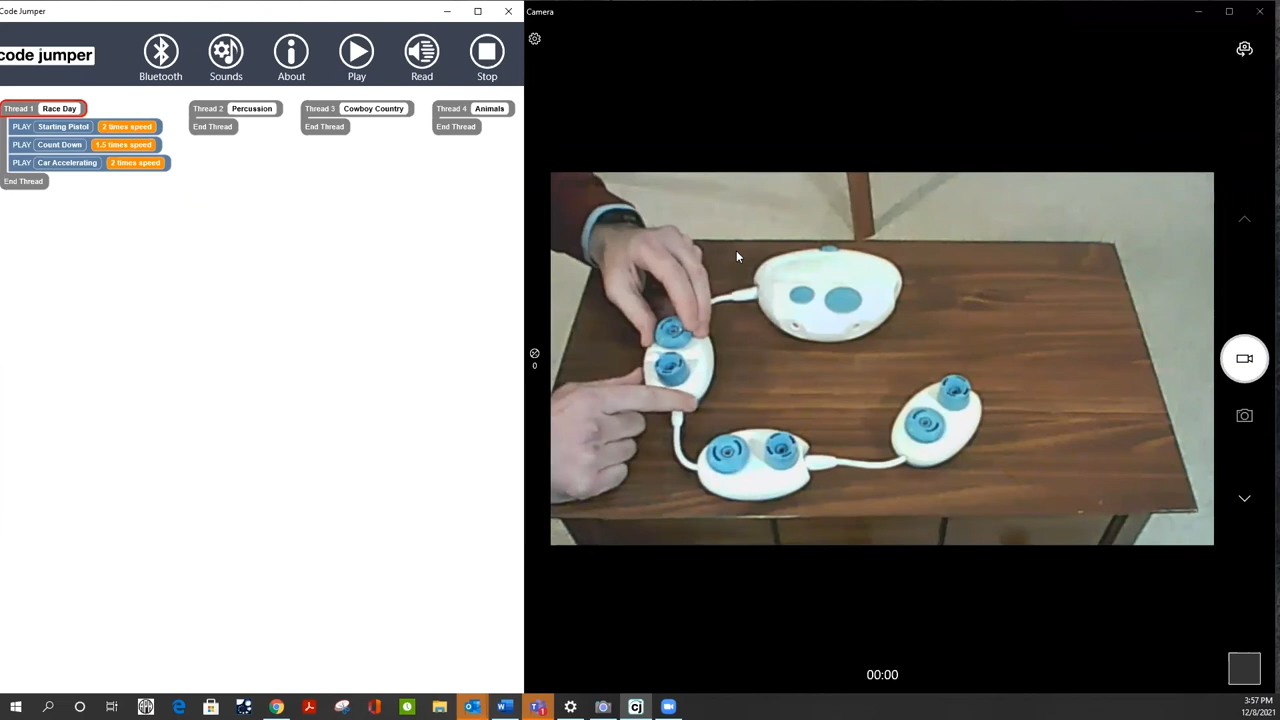 Code Jumper
Camera
code jumper
Bluetooth
Sounds
About
Play
Read
Stop
Thread 1 Race Day
PLAY Starting Pistol 2 times speed
PLAY Count Down 1.5 times speed
PLAY Car Accelerating 2 times speed
End Thread
Thread 2 Percussion
End Thread
Thread 3 Cowboy Country
End Thread
Thread 4 Animals
End Thread
0
00:00
cj
3:57 PM
12/8/2021